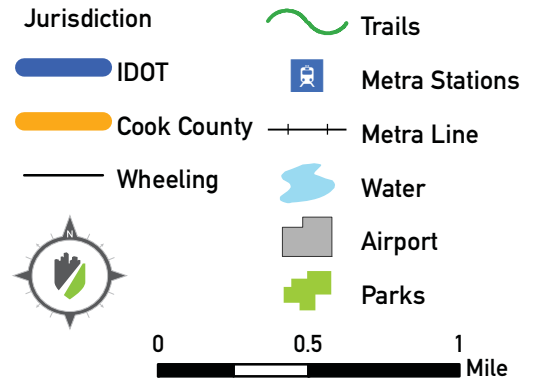 Jurisdiction
IDOT
Cook County
Wheeling
Trails
Metra Stations
Metra Line
Water
Airport
Parks
N
0 0.5 1
Mile